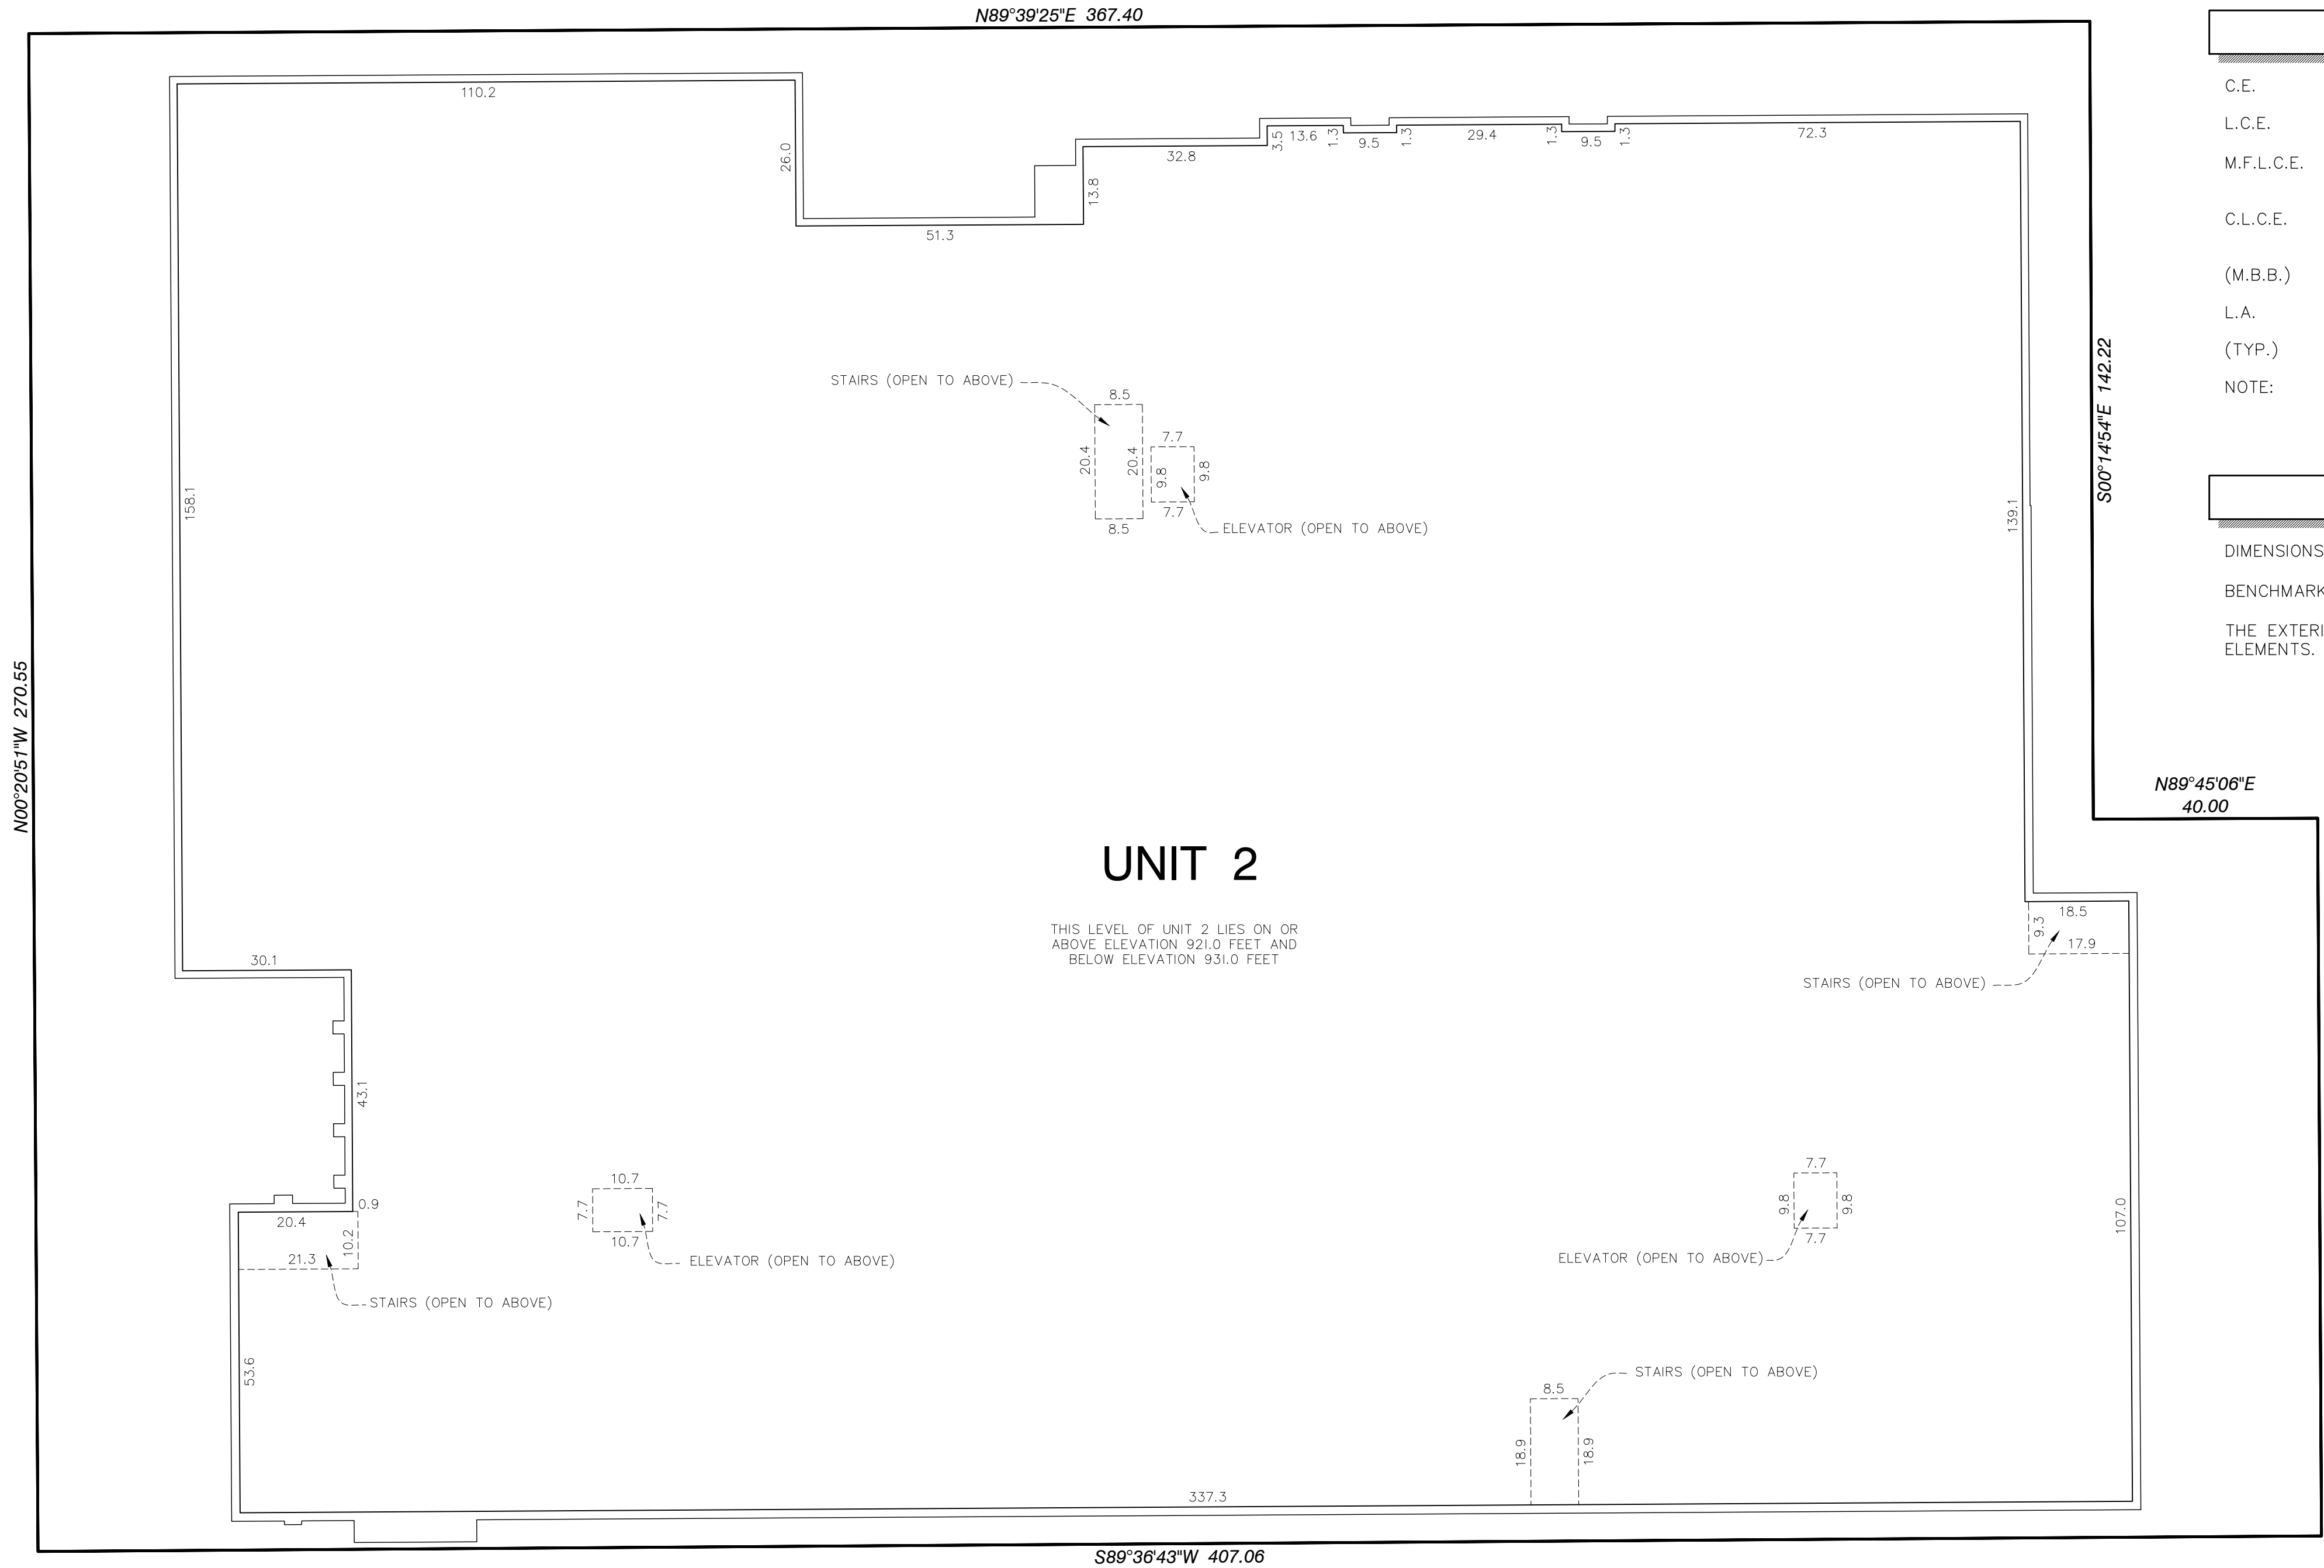 N89°39'25"E 367.40
110.2
26.0
51.3
13.8
32.8
3.5
13.6
1.3
9.5
1.3
29.4
1.3
9.5
1.3
72.3
C.E.
L.C.E.
M.F.L.C.E.
C.L.C.E.
(M.B.B.)
L.A.
(TYP.)
NOTE:
S00°14'54"E 142.22
139.1
158.1
STAIRS (OPEN TO ABOVE)
8.5
20.4
20.4
8.5
7.7
9.8
9.8
7.7
ELEVATOR (OPEN TO ABOVE)
DIMENSIONS
BENCHMARK
THE EXTERI
ELEMENTS.
N00°20'51"W 270.55
N89°45'06"E
40.00
UNIT 2
THIS LEVEL OF UNIT 2 LIES ON OR
ABOVE ELEVATION 921.0 FEET AND
BELOW ELEVATION 931.0 FEET
18.5
9.3
17.9
STAIRS (OPEN TO ABOVE)
30.1
43.1
0.9
20.4
10.2
21.3
STAIRS (OPEN TO ABOVE)
53.6
10.7
7.7
7.7
10.7
ELEVATOR (OPEN TO ABOVE)
7.7
9.8
9.8
7.7
ELEVATOR (OPEN TO ABOVE)
107.0
STAIRS (OPEN TO ABOVE)
8.5
18.9
18.9
337.3
S89°36'43"W 407.06